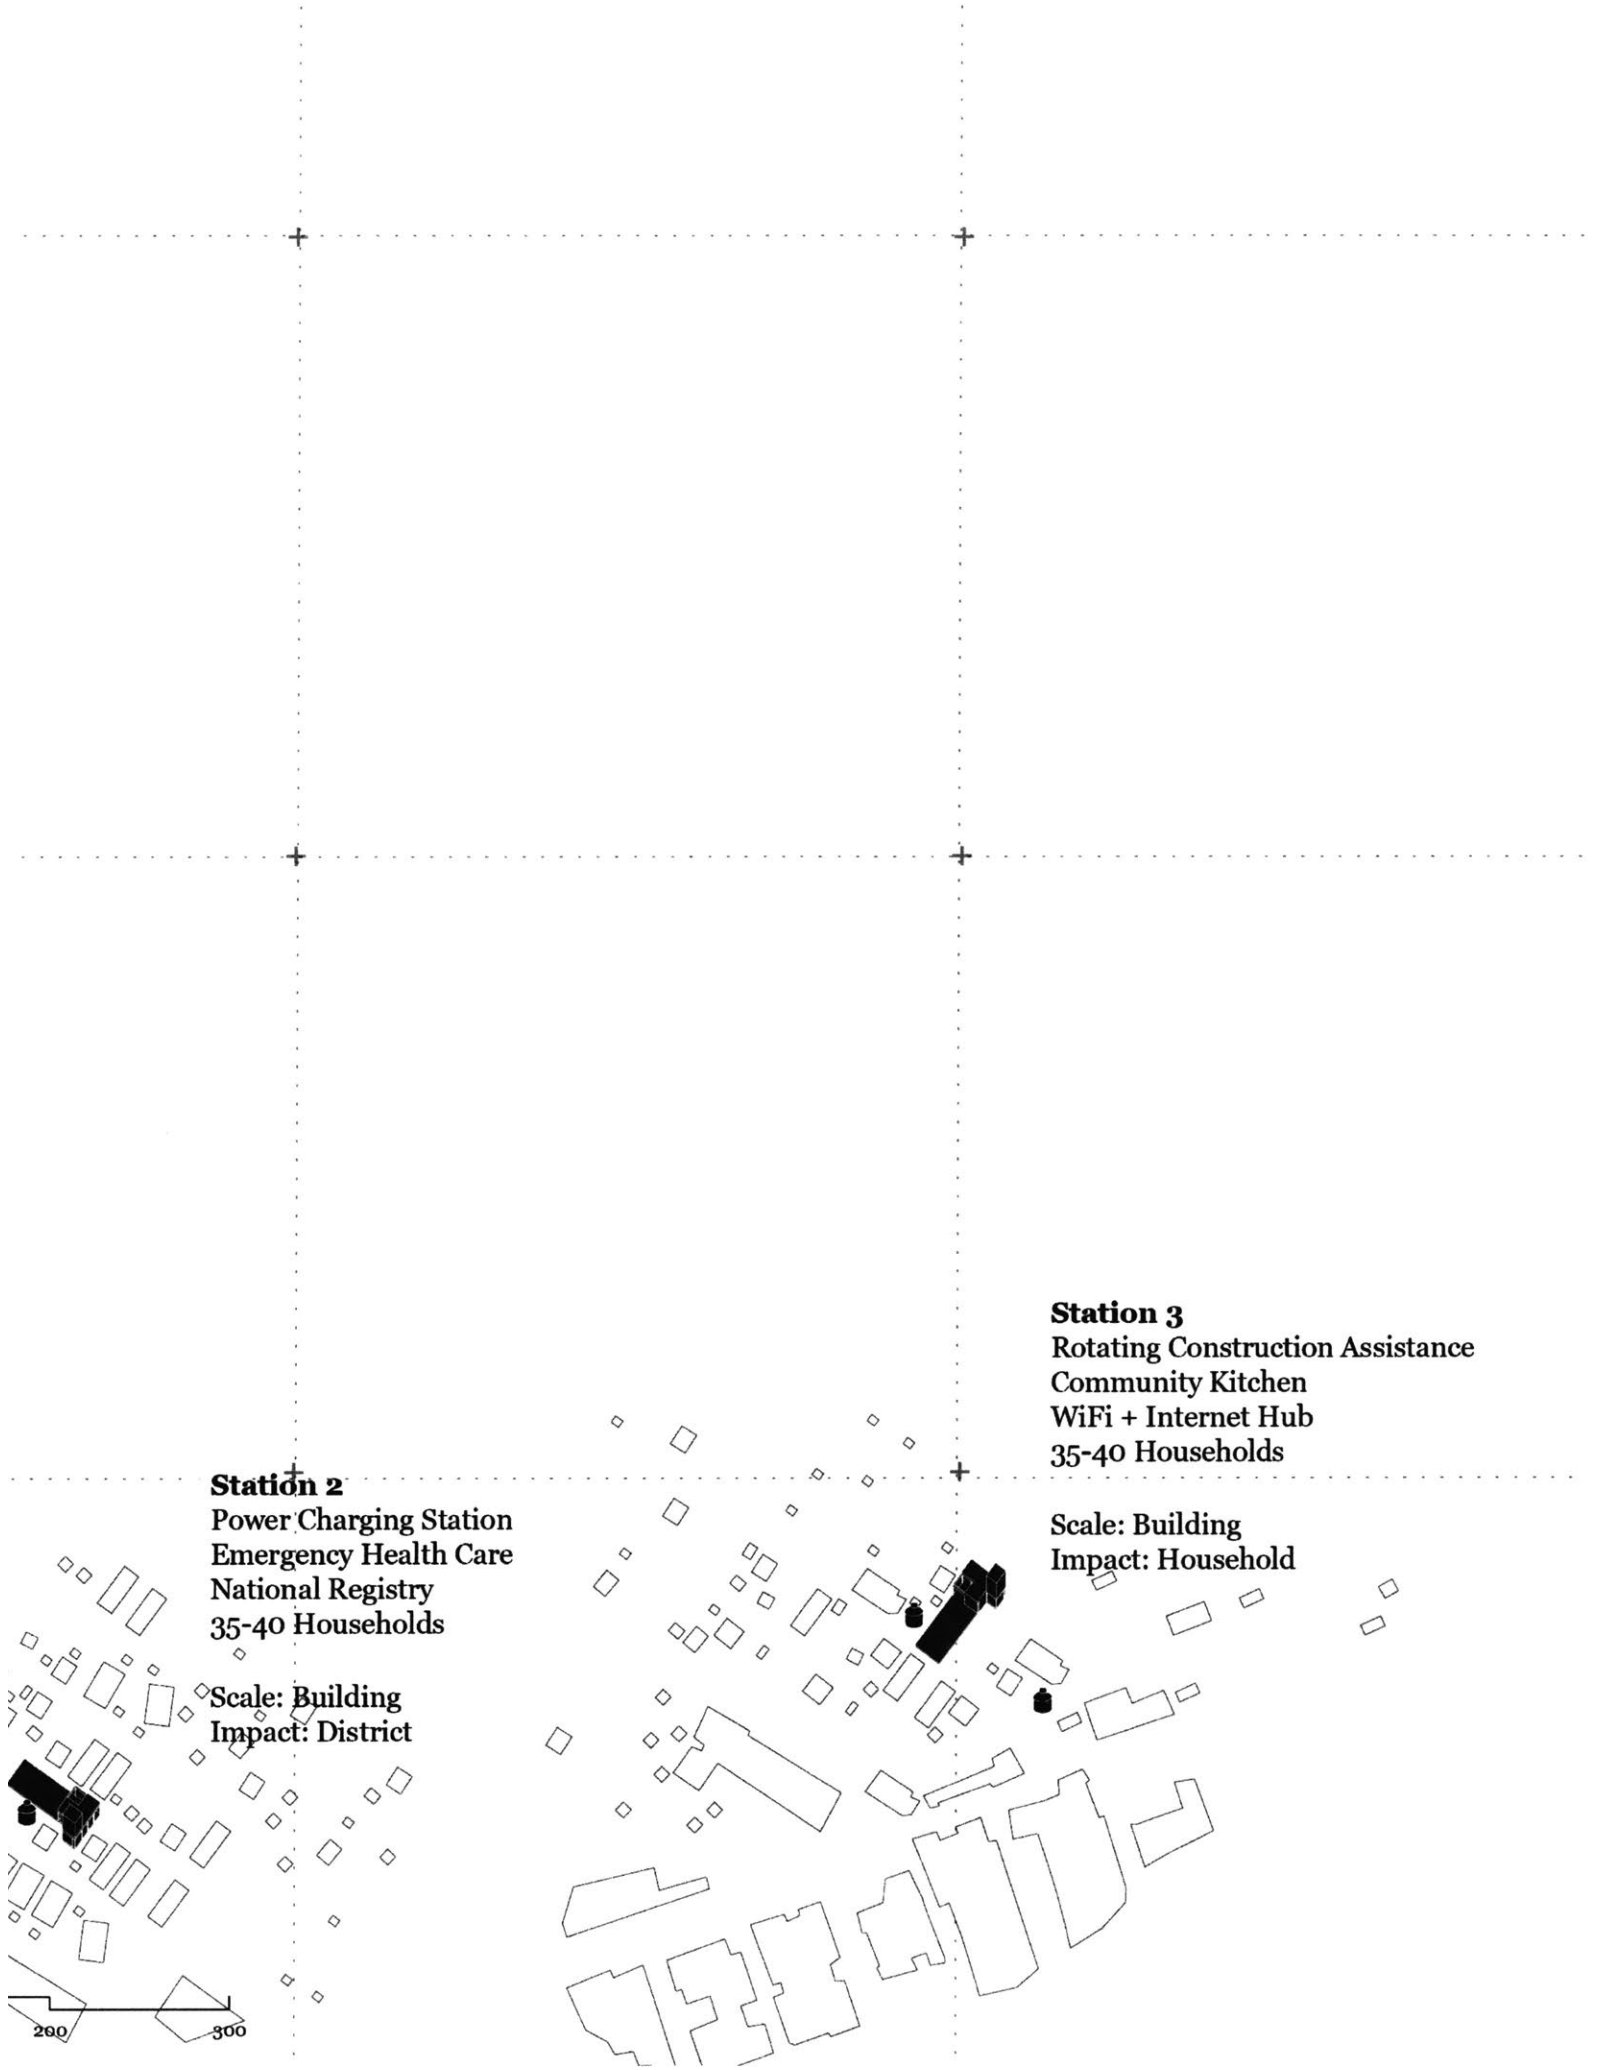 Station 3
Rotating Construction Assistance
Community Kitchen
WiFi + Internet Hub
35-40 Households
Scale: Building
Impact: Household
Station 2
Power Charging Station
Emergency Health Care
National Registry
35-40 Households
Scale: Building
Impact: District
200
300